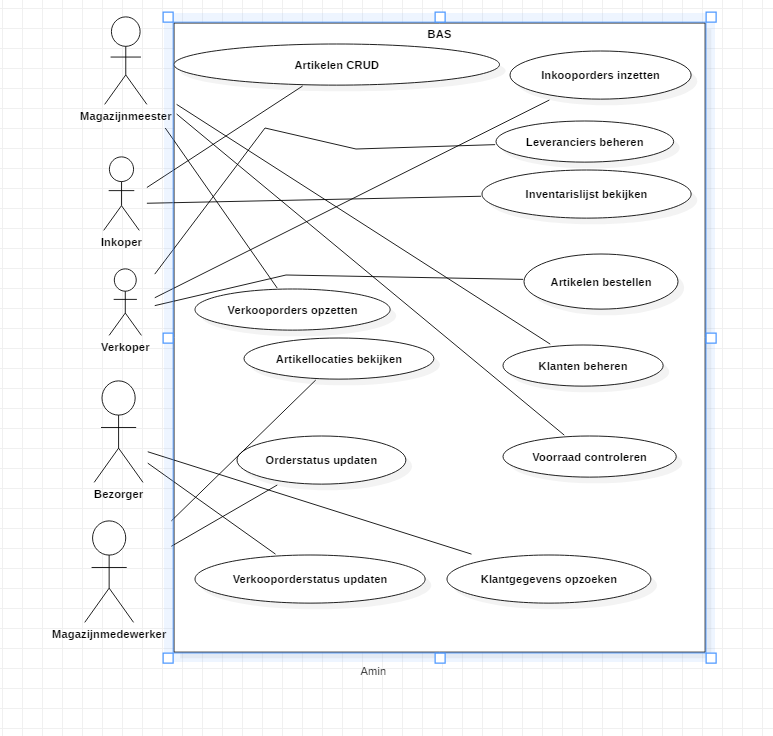 BAS
Artikelen CRUD
Inkooporders inzetten
Magazijnmeester
Leveranciers beheren
Inventarislijst bekijken
Inkoper
Artikelen bestellen
Verkooporders opzetten
Verkoper
Artikellocaties bekijken
Klanten beheren
Orderstatus updaten
Voorraad controleren
Bezorger
Verkooporderstatus updaten
Klantgegevens opzoeken
Magazijnmedewerker
Amin